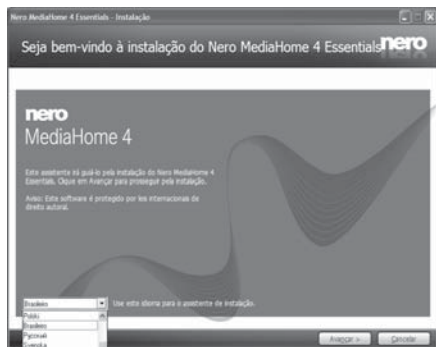 Nero MediaHome 4 Essentials - Instalação
Seja bem-vindo à instalação do Nero MediaHome 4 Essentials
nero
nero
MediaHome 4
Este assistente irá guiá-lo pela instalação do Nero MediaHome 4
Essentials. Clique em Avançar para prosseguir pela instalação.
Aviso: Este software é protegido por leis internacionais de
direito autoral.
Brasileiro
Use este idioma para o assistente de instalação.
Polski
Brasileiro
Русский
Svenska
Avançar >
Cancelar